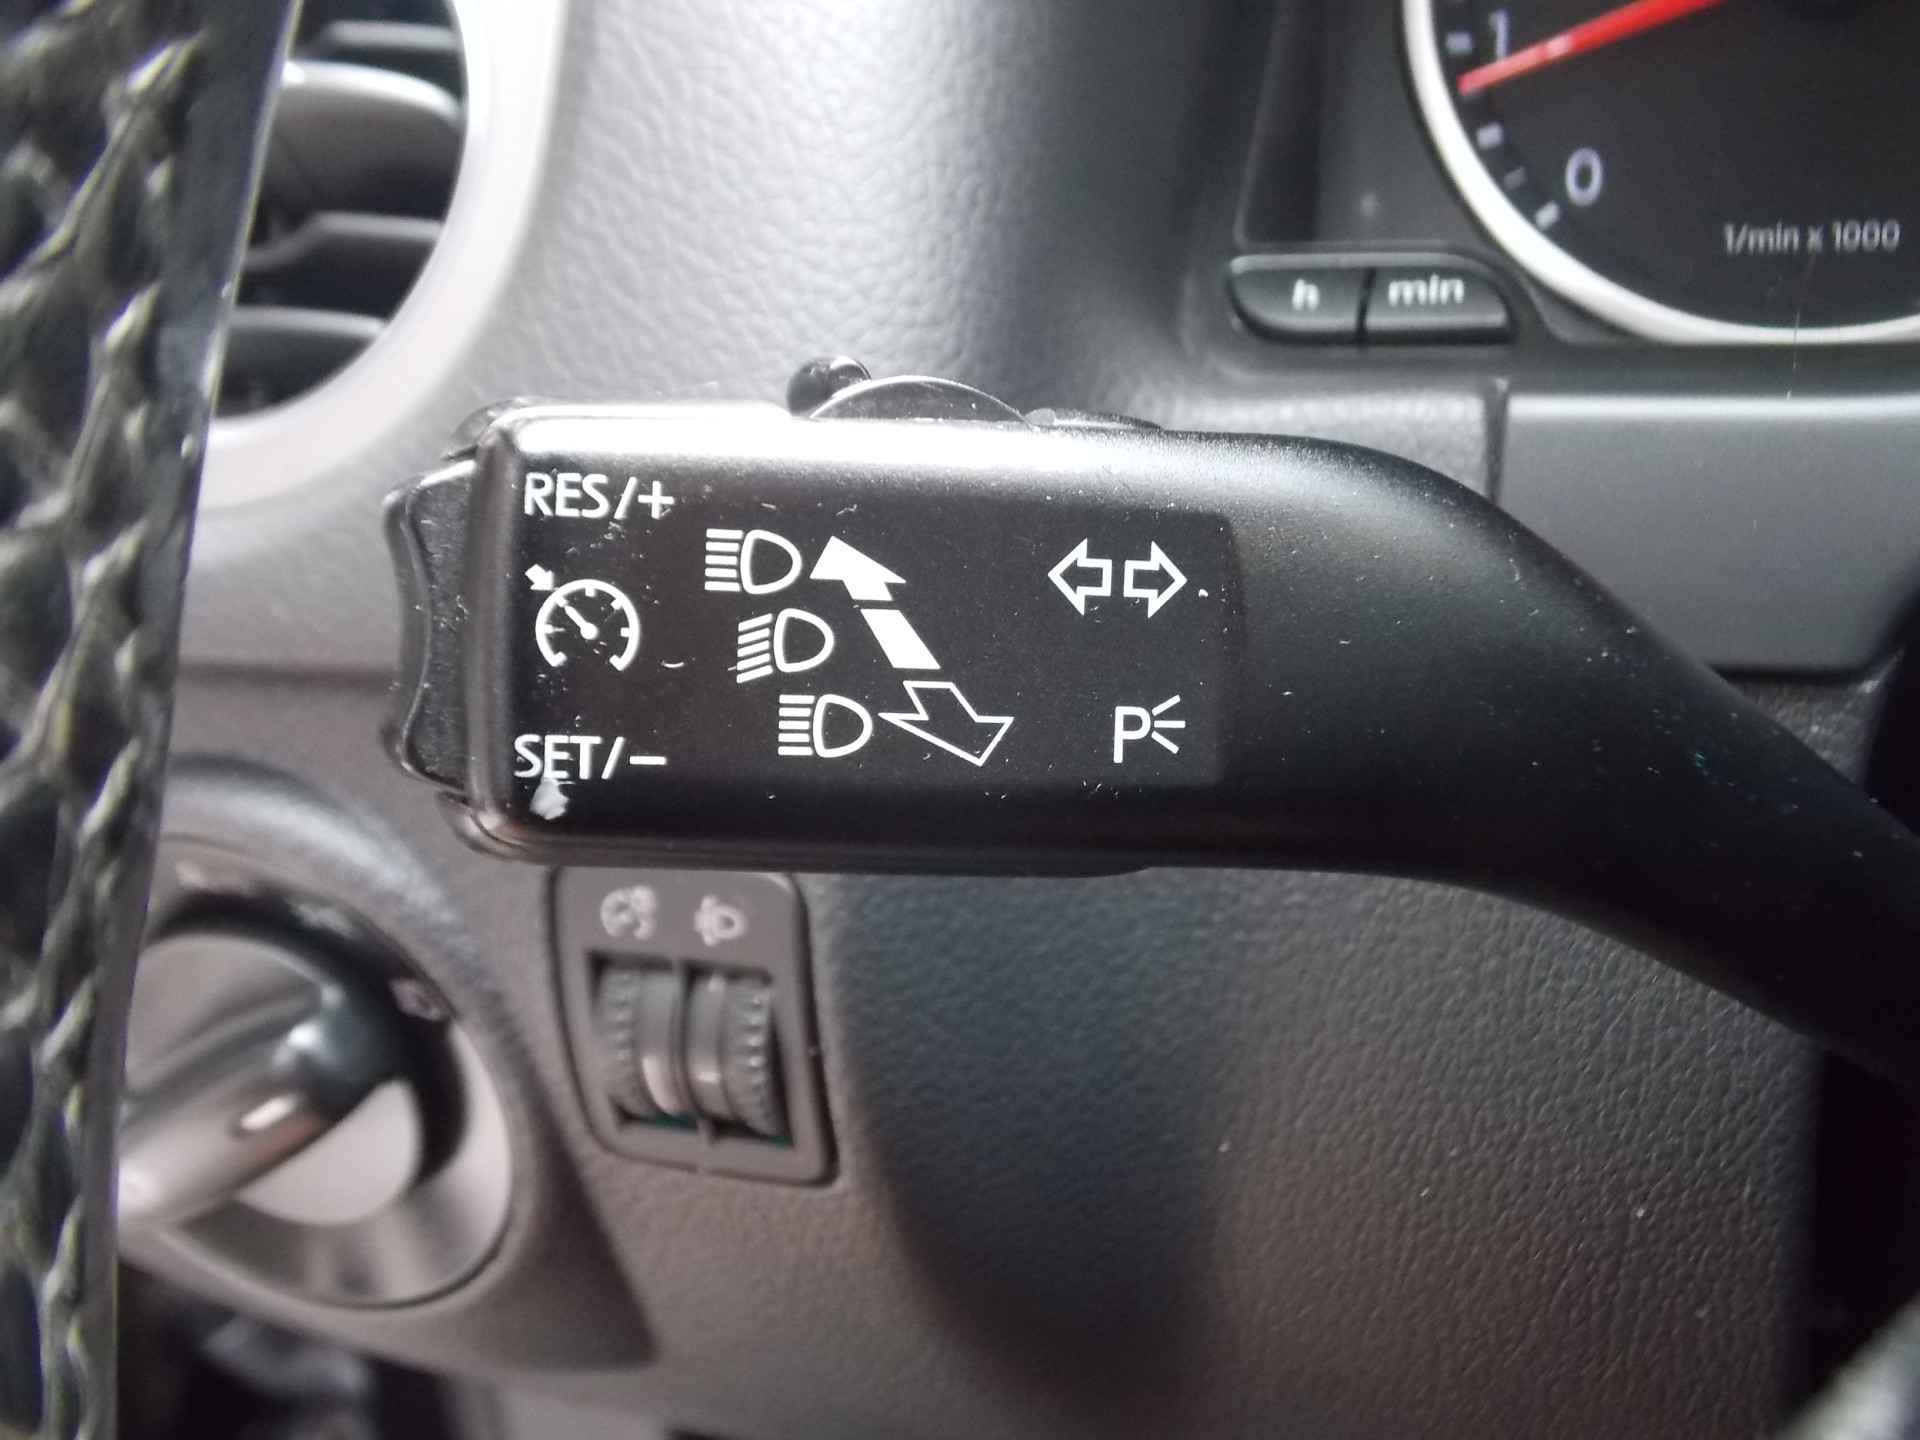 1
0
1/min x 1000
h min
RES/+
SET/−
P